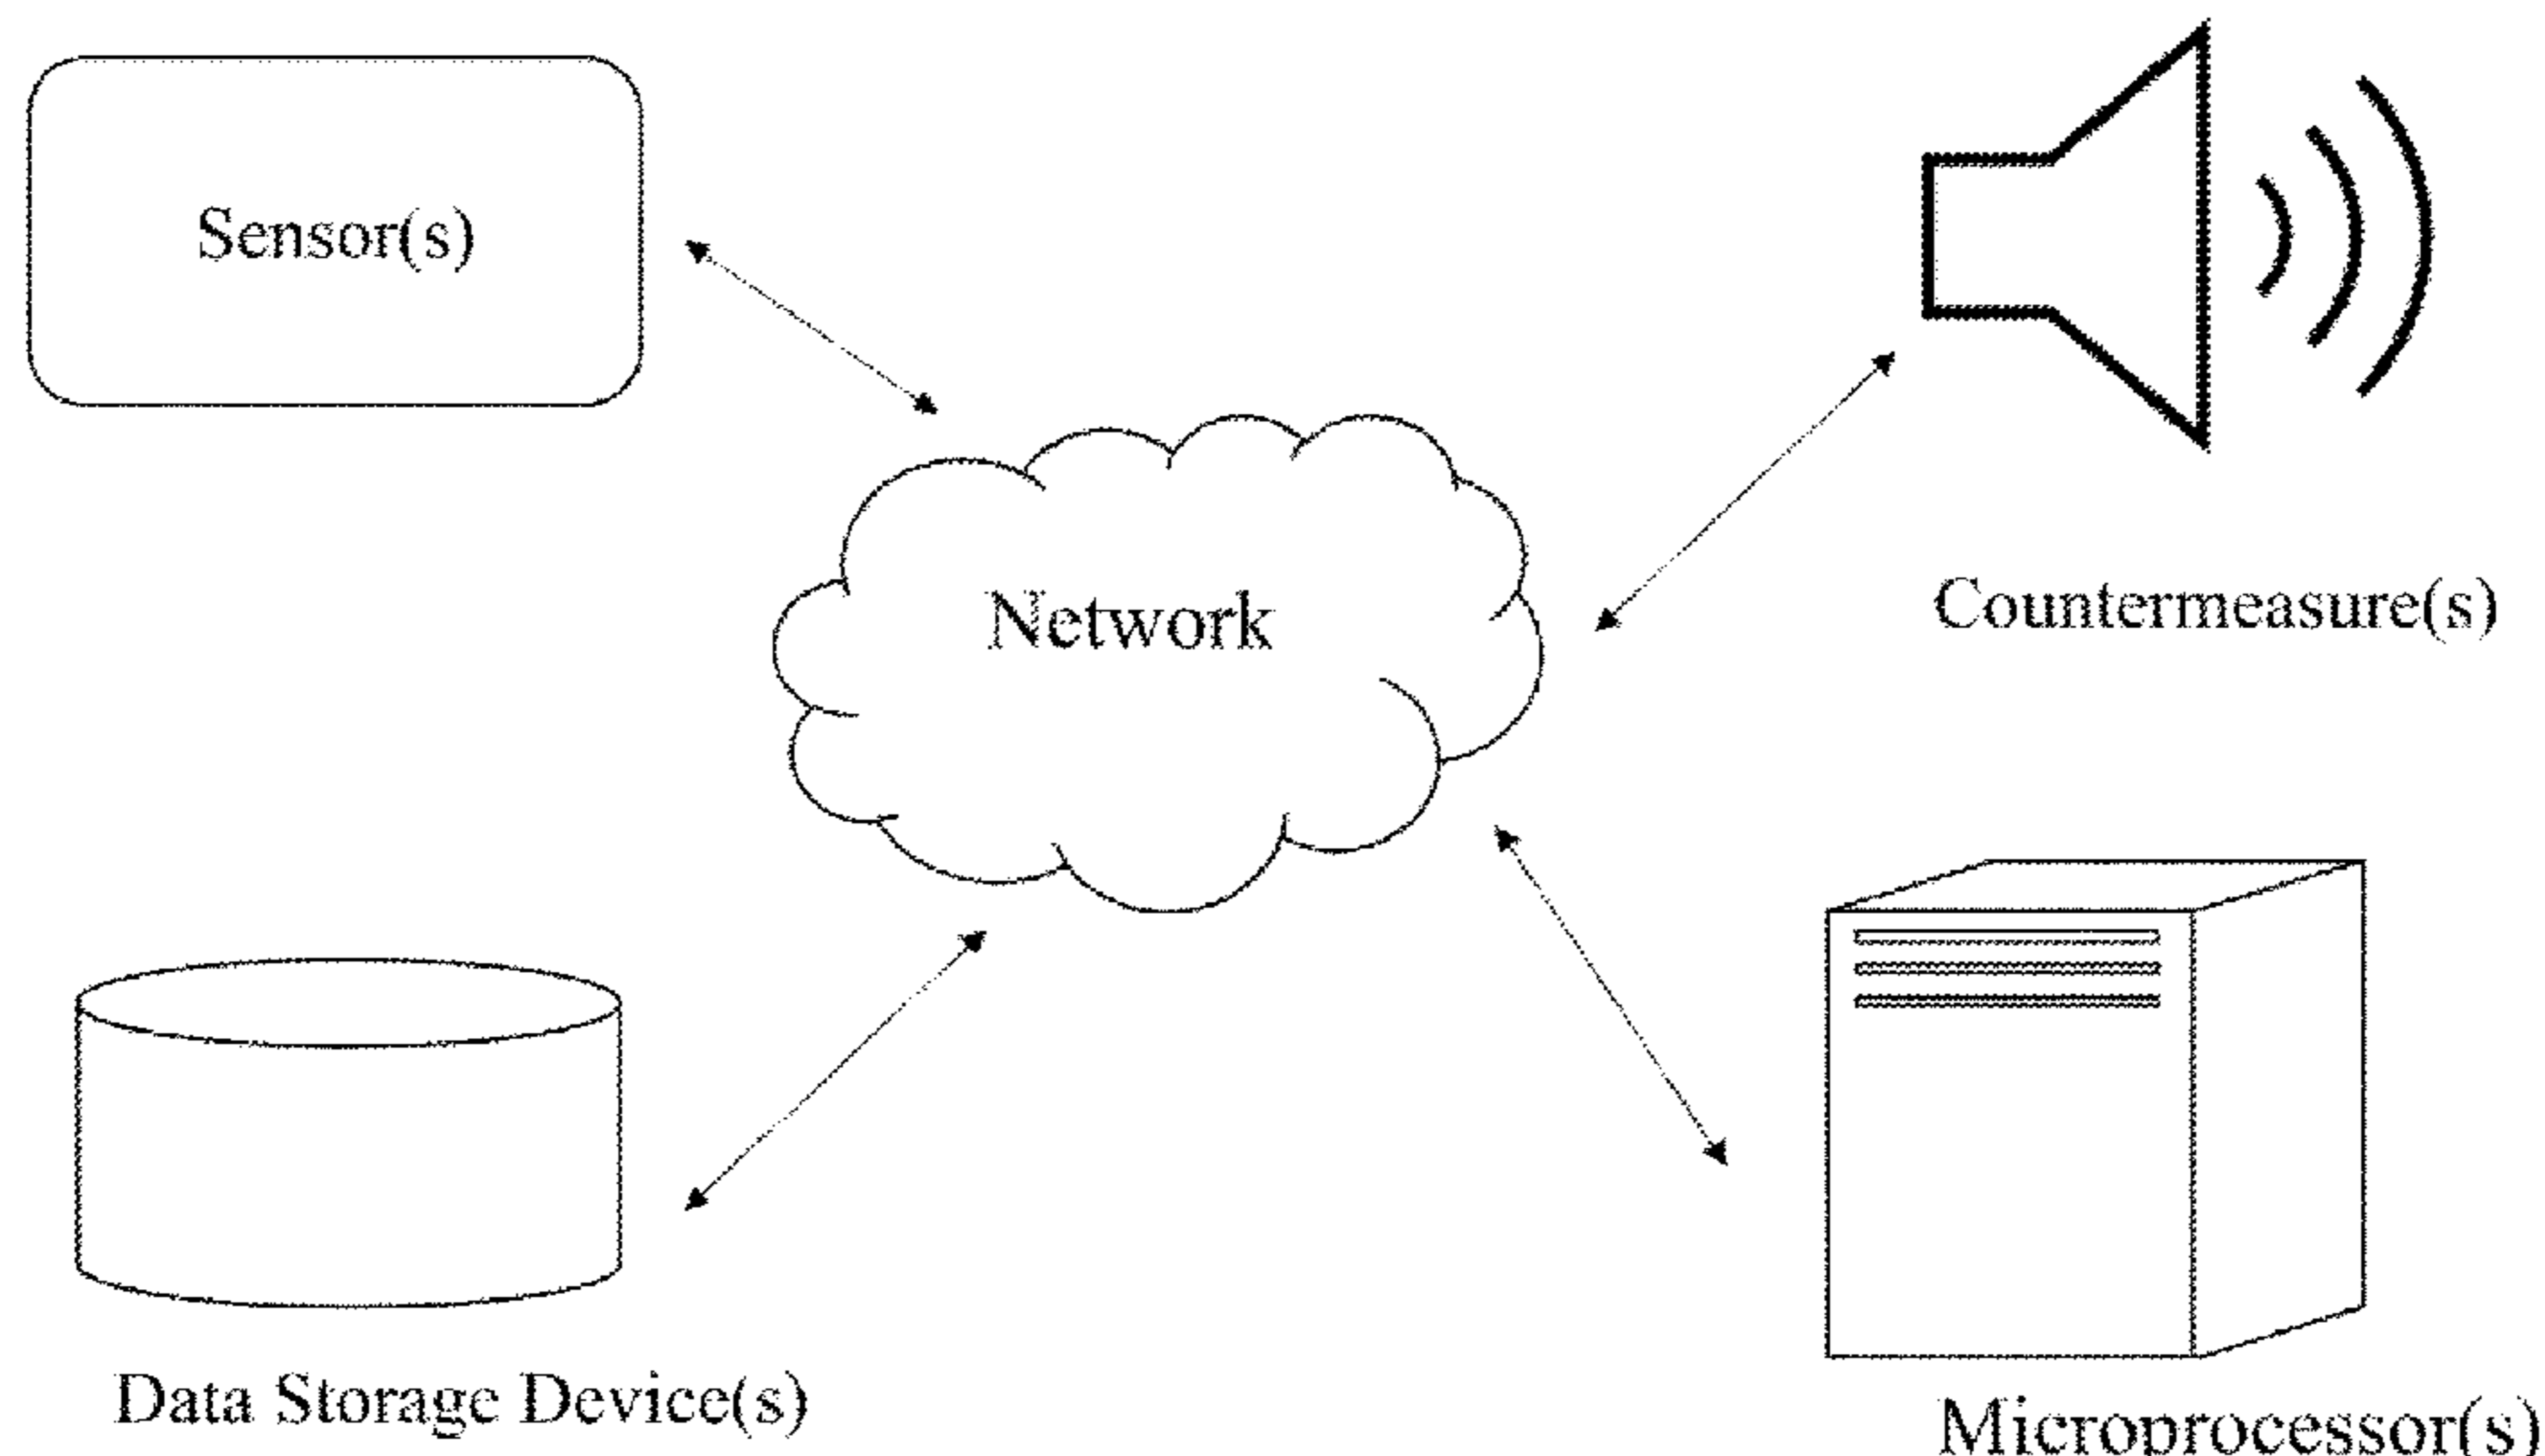 Sensor(s)
Network
Countermeasure(s)
Data Storage Device(s)
Microprocessor(s)